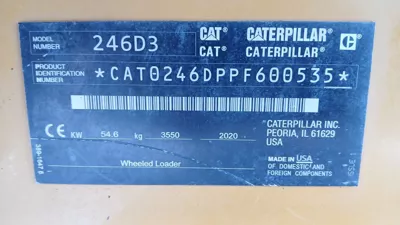 MODEL NUMBER 246D3 CAT CATERPILLAR C
CAT® CATERPILLAR®
PRODUCT IDENTIFICATION NUMBER *CAT0246DPPF600535*
CE KW 54.6 kg 3550 2020
CATERPILLAR INC.
PEORIA, IL 61629
USA
Wheeled Loader
MADE IN USA
OF DOMESTIC AND
FOREIGN COMPONENTS